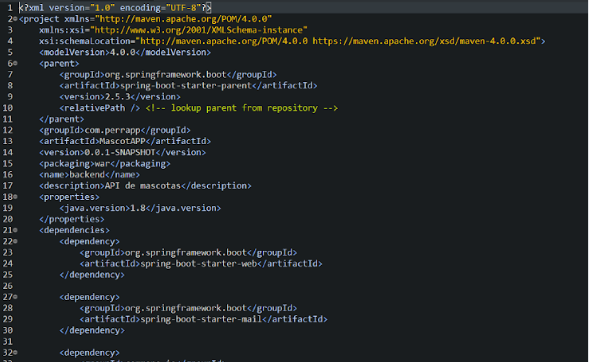 1 <?xml version="1.0" encoding="UTF-8"?>
2 <project xmlns="http://maven.apache.org/POM/4.0.0"
3 xmlns:xsi="http://www.w3.org/2001/XMLSchema-instance"
4 xsi:schemaLocation="http://maven.apache.org/POM/4.0.0 https://maven.apache.org/xsd/maven-4.0.0.xsd">
5 <modelVersion>4.0.0</modelVersion>
6 <parent>
7 <groupId>org.springframework.boot</groupId>
8 <artifactId>spring-boot-starter-parent</artifactId>
9 <version>2.5.3</version>
10 <relativePath /> <!-- lookup parent from repository -->
11 </parent>
12 <groupId>com.perrapp</groupId>
13 <artifactId>MascotAPP</artifactId>
14 <version>0.0.1-SNAPSHOT</version>
15 <packaging>war</packaging>
16 <name>backend</name>
17 <description>API de mascotas</description>
18 <properties>
19 <java.version>1.8</java.version>
20 </properties>
21 <dependencies>
22 <dependency>
23 <groupId>org.springframework.boot</groupId>
24 <artifactId>spring-boot-starter-web</artifactId>
25 </dependency>
26
27 <dependency>
28 <groupId>org.springframework.boot</groupId>
29 <artifactId>spring-boot-starter-mail</artifactId>
30 </dependency>
31
32 <dependency>